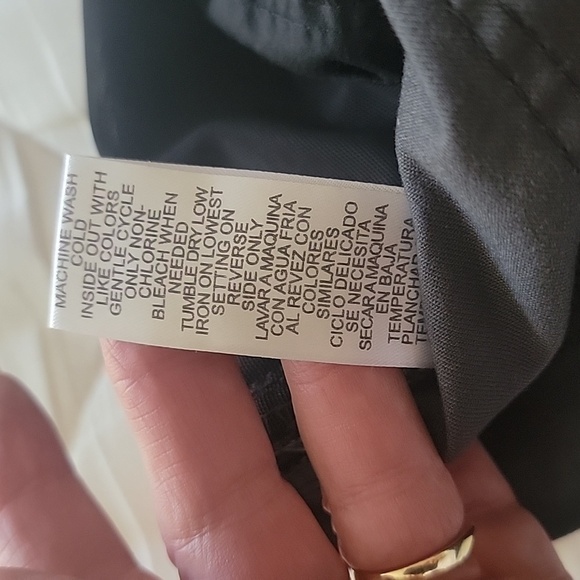 MACHINE WASH
COLD
INSIDE OUT WITH
LIKE COLORS
GENTLE CYCLE
ONLY NON-
CHLORINE
BLEACH WHEN
NEEDED
TUMBLE DRY LOW
IRON ON LOWEST
SETTING ON
REVERSE
SIDE ONLY
LAVAR A MAQUINA
CON AGUA FRIA
AL REVEZ CON
COLORES
SIMILARES
CICLO DELICADO
SE NECESITA
SECAR A MAQUINA
EN BAJA
TEMPERATURA